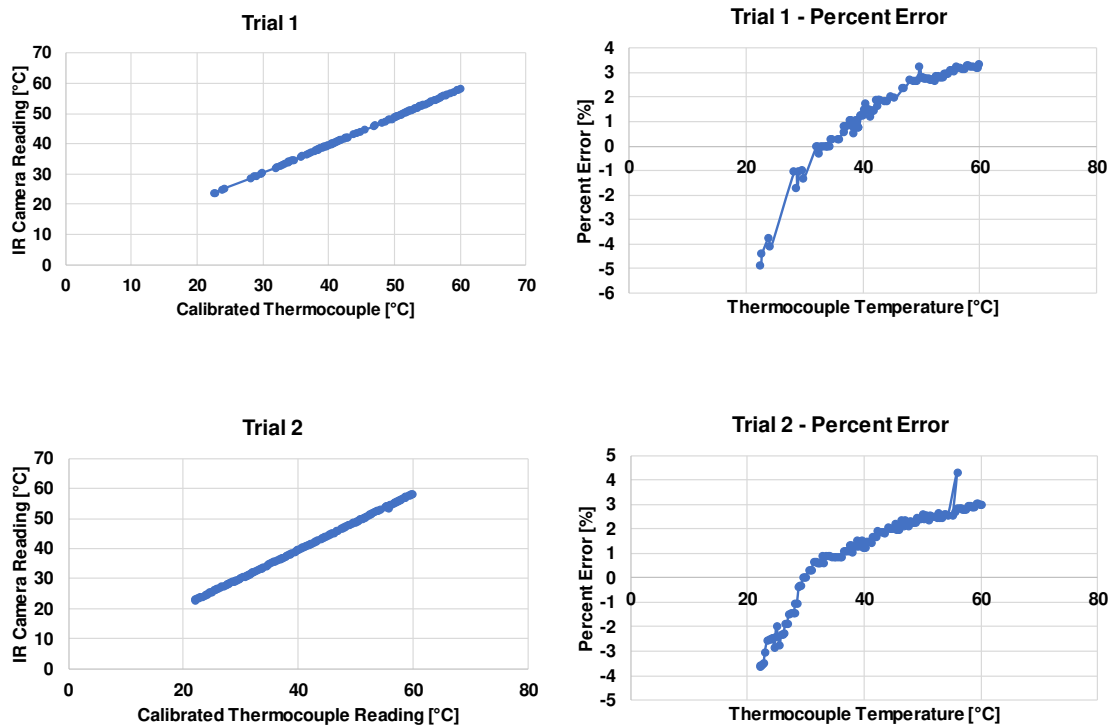 Trial 1
IR Camera Reading [°C]
70
60
50
40
30
20
10
0
0 10 20 30 40 50 60 70
Calibrated Thermocouple [°C]
Trial 1 - Percent Error
Percent Error [%]
4
3
2
1
0
-1
-2
-3
-4
-5
-6
0 20 40 60 80
Thermocouple Temperature [°C]
Trial 2
IR Camera Reading [°C]
70
60
50
40
30
20
10
0
0 20 40 60 80
Calibrated Thermocouple Reading [°C]
Trial 2 - Percent Error
Percent Error [%]
5
4
3
2
1
0
-1
-2
-3
-4
-5
0 20 40 60 80
Thermocouple Temperature [°C]